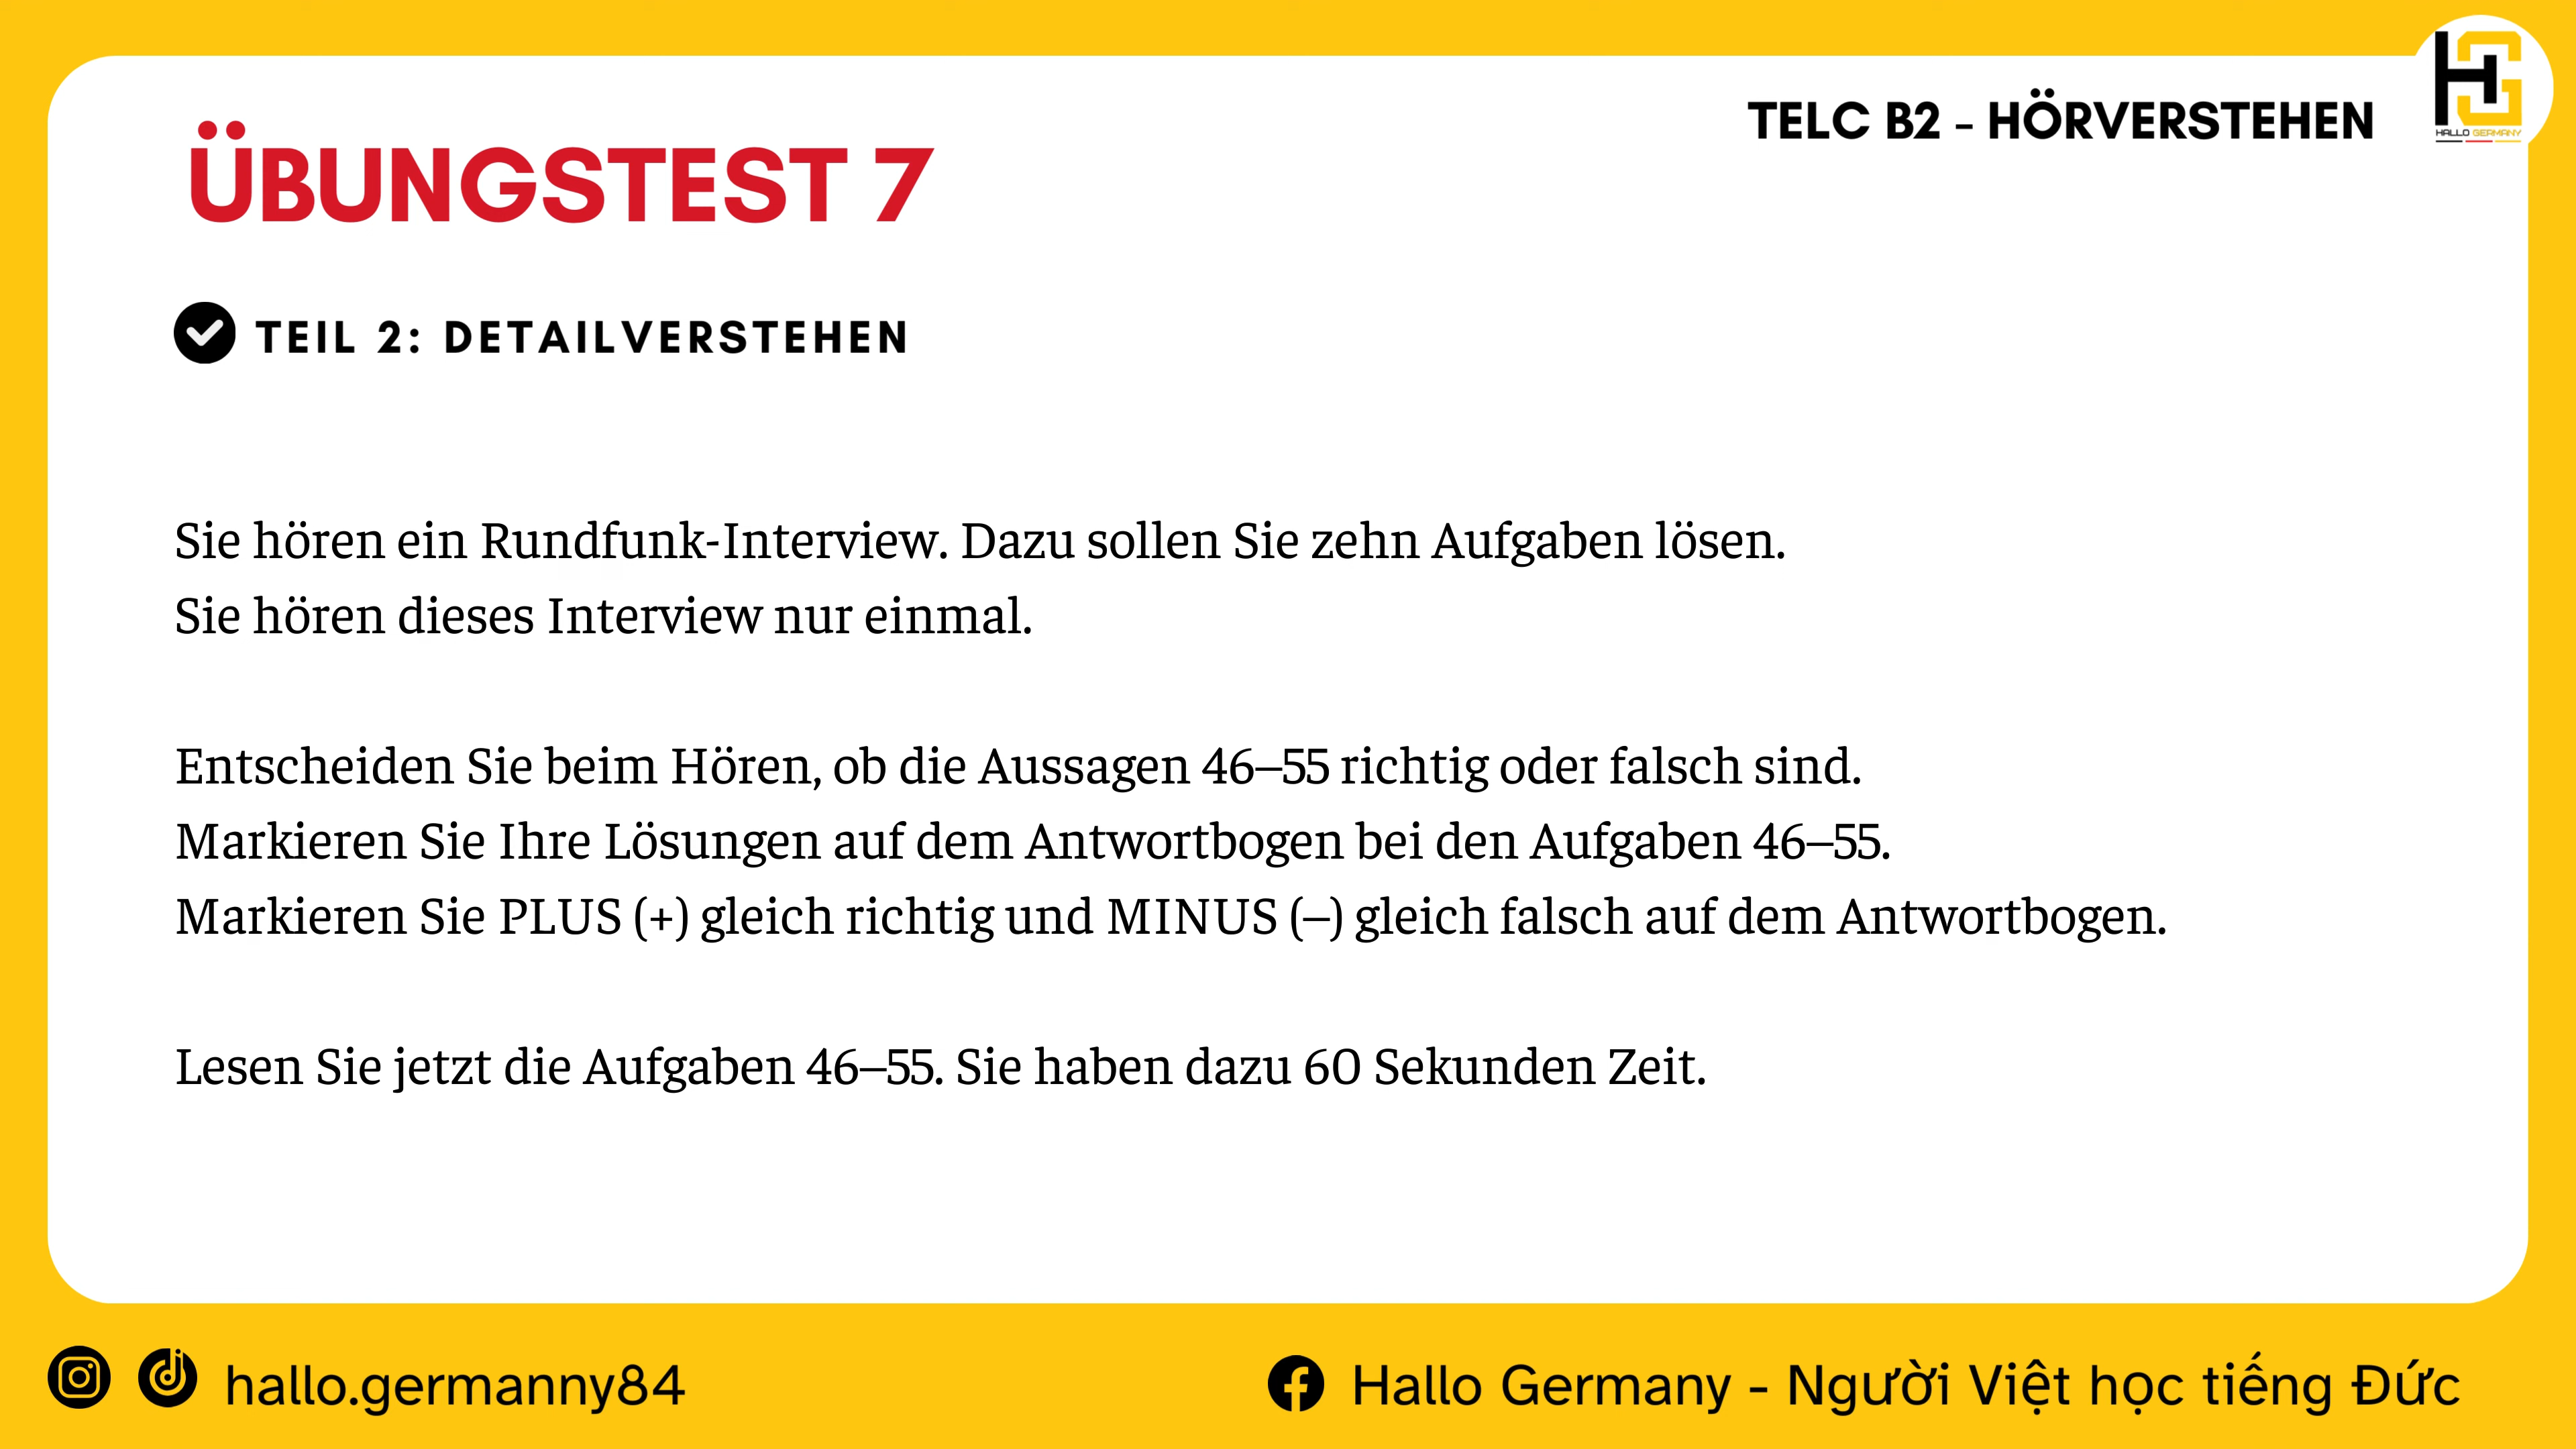 TELC B2 – HÖRVERSTEHEN
HG
HALLO GERMANY
ÜBUNGSTEST 7
TEIL 2: DETAILVERSTEHEN
Sie hören ein Rundfunk-Interview. Dazu sollen Sie zehn Aufgaben lösen.
Sie hören dieses Interview nur einmal.
Entscheiden Sie beim Hören, ob die Aussagen 46–55 richtig oder falsch sind.
Markieren Sie Ihre Lösungen auf dem Antwortbogen bei den Aufgaben 46–55.
Markieren Sie PLUS (+) gleich richtig und MINUS (–) gleich falsch auf dem Antwortbogen.
Lesen Sie jetzt die Aufgaben 46–55. Sie haben dazu 60 Sekunden Zeit.
hallo.germanny84
Hallo Germany - Người Việt học tiếng Đức